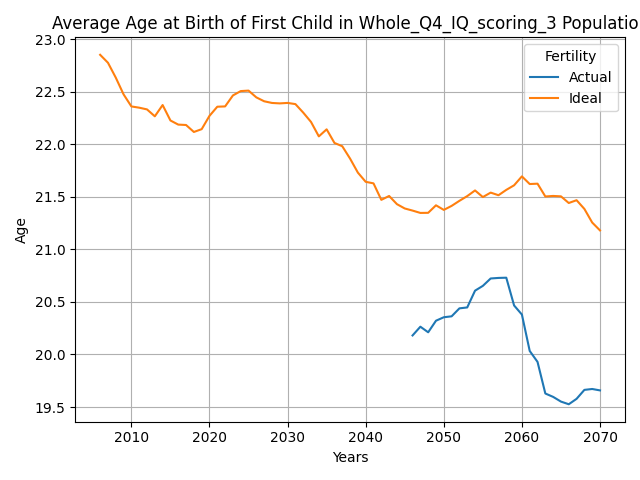 Average Age at Birth of First Child in Whole_Q4_IQ_scoring_3 Populatio
Fertility
Actual
Ideal
23.0
22.5
22.0
21.5
21.0
20.5
20.0
19.5
Age
2010 2020 2030 2040 2050 2060 2070
Years